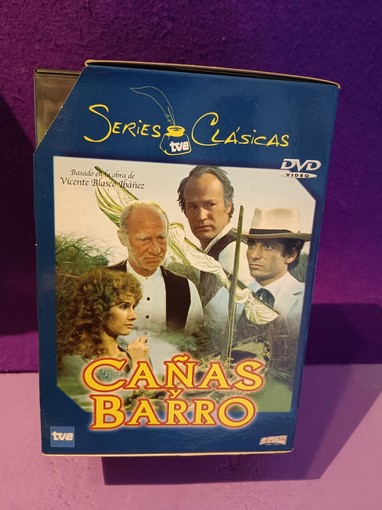 SERIES tve CLÁSICAS
DVD
VIDEO
Basado en la obra de
Vicente Blasco Ibáñez
CAÑAS
y
BARRO
tve